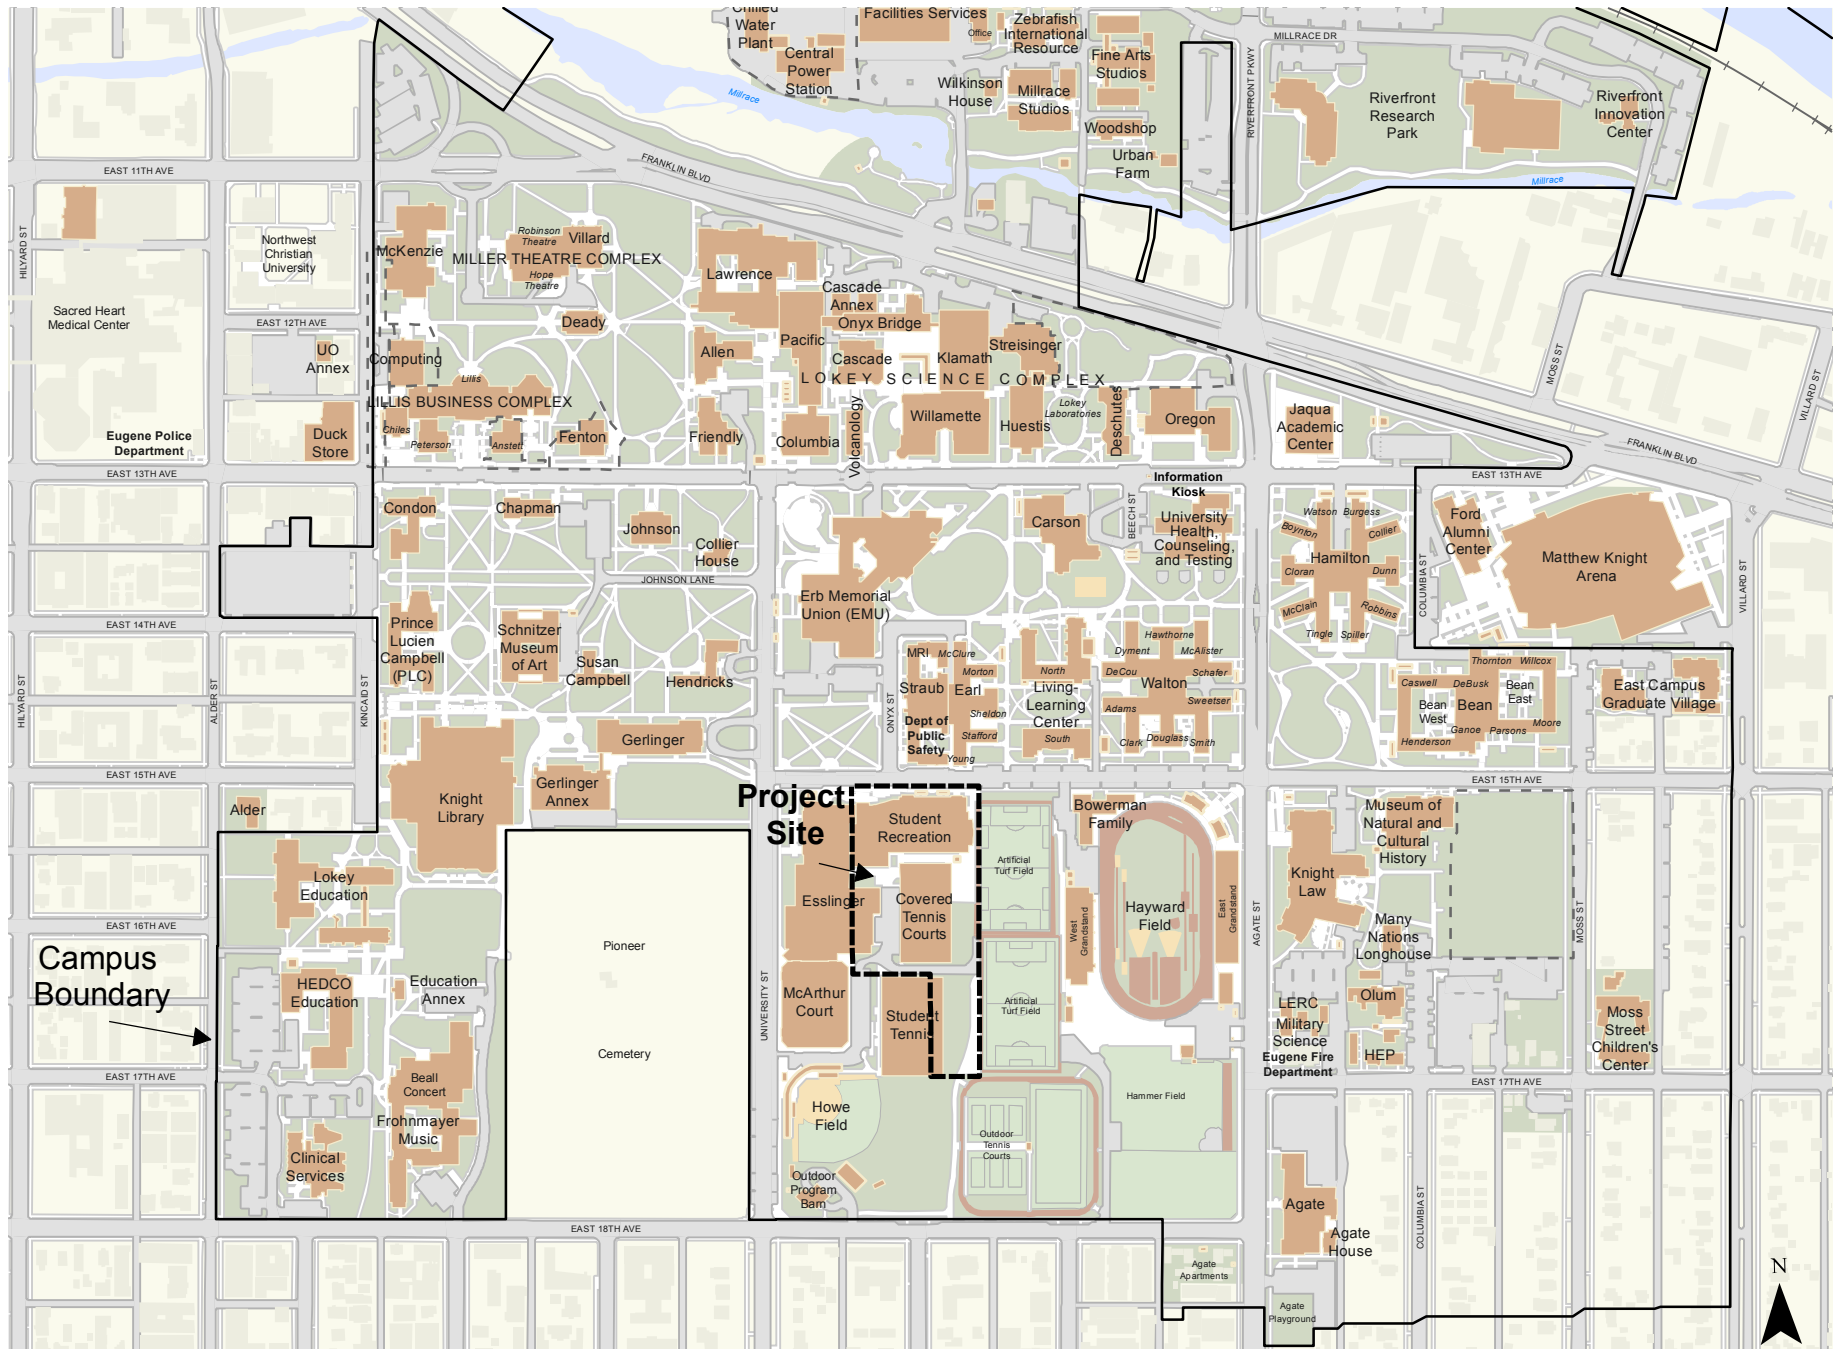 Chilled
Water
Plant
Central
Power
Station
Facilities Services
Office
Zebrafish
International
Resource
Fine Arts
Studios
Wilkinson
House
Millrace
Studios
Woodshop
Urban
Farm
Millrace
MILLRACE DR
RIVERFRONT PKWY
Riverfront
Research
Park
Riverfront
Innovation
Center
Millrace
EAST 11TH AVE
FRANKLIN BLVD
HILYARD ST
Northwest
Christian
University
McKenzie
Robinson
Theatre
Villard
MILLER THEATRE COMPLEX
Hope
Theatre
Lawrence
Cascade
Annex
Onyx Bridge
Sacred Heart
Medical Center
EAST 12TH AVE
UO
Annex
Computing
Deady
Allen
Pacific
Cascade
Klamath
Streisinger
LOKEY SCIENCE COMPLEX
Lillis
LILLIS BUSINESS COMPLEX
Chiles
Peterson
Anstett
Fenton
Friendly
Columbia
Volcanology
Willamette
Huestis
Lokey
Laboratories
Deschutes
Oregon
Jaqua
Academic
Center
MOSS ST
VILLARD ST
FRANKLIN BLVD
Eugene Police
Department
Duck
Store
EAST 13TH AVE
EAST 13TH AVE
Information
Kiosk
Condon
Chapman
Johnson
Collier
House
JOHNSON LANE
Carson
BEECH ST
University
Health,
Counseling,
and Testing
Watson
Burgess
Boynton
Collier
Hamilton
Cloran
Dunn
McClain
Robbins
Tingle
Spiller
COLUMBIA ST
Ford
Alumni
Center
Matthew Knight
Arena
VILLARD ST
Erb Memorial
Union (EMU)
EAST 14TH AVE
HILYARD ST
ALDER ST
KINCAID ST
Prince
Lucien
Campbell
(PLC)
Schnitzer
Museum
of Art
Susan
Campbell
Hendricks
MRI
McClure
Morton
Straub
Earl
Sheldon
Dept of
Public
Safety
Stafford
Young
ONYX ST
North
Living-
Learning
Center
South
Hawthorne
Dyment
McAlister
DeCou
Schafer
Walton
Adams
Sweetser
Clark
Douglass
Smith
Thornton
Willcox
Caswell
DeBusk
Bean
East
Bean
West
Bean
Moore
Ganoe
Parsons
Henderson
East Campus
Graduate Village
Gerlinger
EAST 15TH AVE
EAST 15TH AVE
Alder
Knight
Library
Gerlinger
Annex
Project
Site
Student
Recreation
Artificial
Turf Field
Bowerman
Family
Museum of
Natural and
Cultural
History
Lokey
Education
Esslinger
Covered
Tennis
Courts
West
Grandstand
Hayward
Field
East
Grandstand
Knight
Law
Many
Nations
Longhouse
AGATE ST
MOSS ST
EAST 16TH AVE
Pioneer
Campus
Boundary
HEDCO
Education
Education
Annex
UNIVERSITY ST
McArthur
Court
Student
Tennis
Artificial
Turf Field
LERC
Olum
Military
Science
HEP
Eugene Fire
Department
Moss
Street
Children's
Center
Cemetery
EAST 17TH AVE
EAST 17TH AVE
Beall
Concert
Frohnmayer
Music
Clinical
Services
Howe
Field
Hammer Field
Outdoor
Tennis
Courts
Outdoor
Program
Barn
EAST 18TH AVE
Agate
Agate
House
COLUMBIA ST
Agate
Apartments
Agate
Playground
N